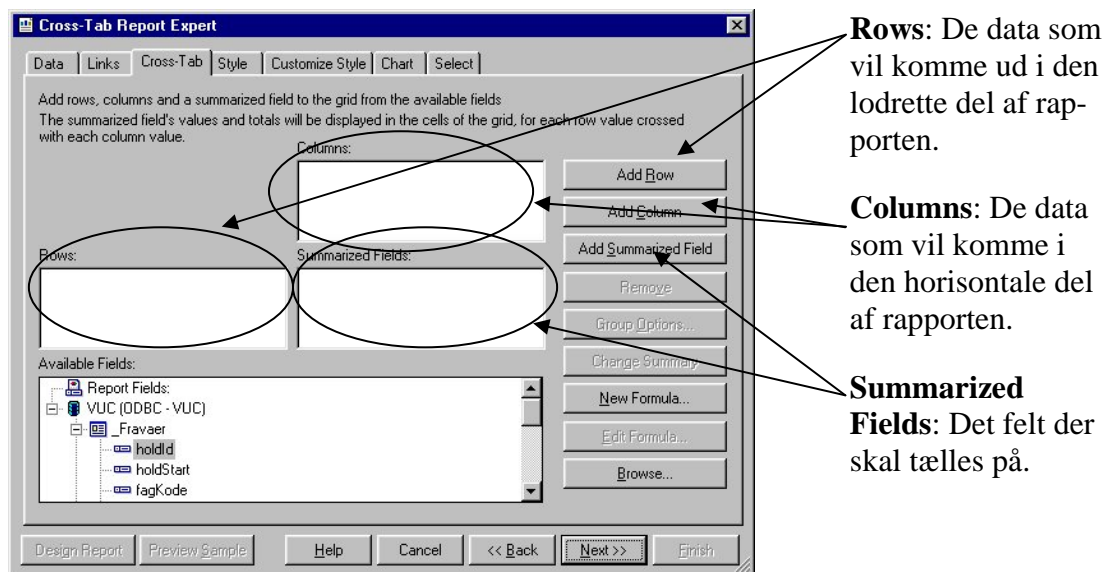 Cross-Tab Report Expert
Data Links Cross-Tab Style Customize Style Chart Select
Add rows, columns and a summarized field to the grid from the available fields
The summarized field's values and totals will be displayed in the cells of the grid, for each row value crossed
with each column value.
Columns:
Add Row
Add Column
Rows:
Summarized Fields:
Add Summarized Field
Remove
Group Options...
Change Summary
Available Fields:
Report Fields:
VUC (ODBC - VUC)
_Fravaer
holdId
holdStart
fagKode
New Formula...
Edit Formula...
Browse...
Design Report Preview Sample Help Cancel << Back Next >> Finish
Rows: De data som
vil komme ud i den
lodrette del af rap-
porten.
Columns: De data
som vil komme i
den horisontale del
af rapporten.
Summarized
Fields: Det felt der
skal tælles på.